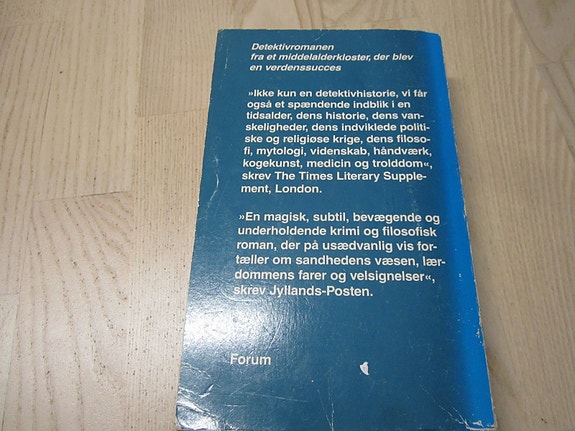 Detektivromanen
fra et middelalderkloster, der blev
en verdenssucces
»Ikke kun en detektivhistorie, vi får
også et spændende indblik i en
tidsalder, dens historie, dens van-
skeligheder, dens indviklede politi-
ske og religiøse krige, dens filoso-
fi, mytologi, videnskab, håndværk,
kogekunst, medicin og trolddom«,
skrev The Times Literary Supple-
ment, London.
»En magisk, subtil, bevægende og
underholdende krimi og filosofisk
roman, der på usædvanlig vis for-
tæller om sandhedens væsen, lær-
dommens farer og velsignelser«,
skrev Jyllands-Posten.
Forum